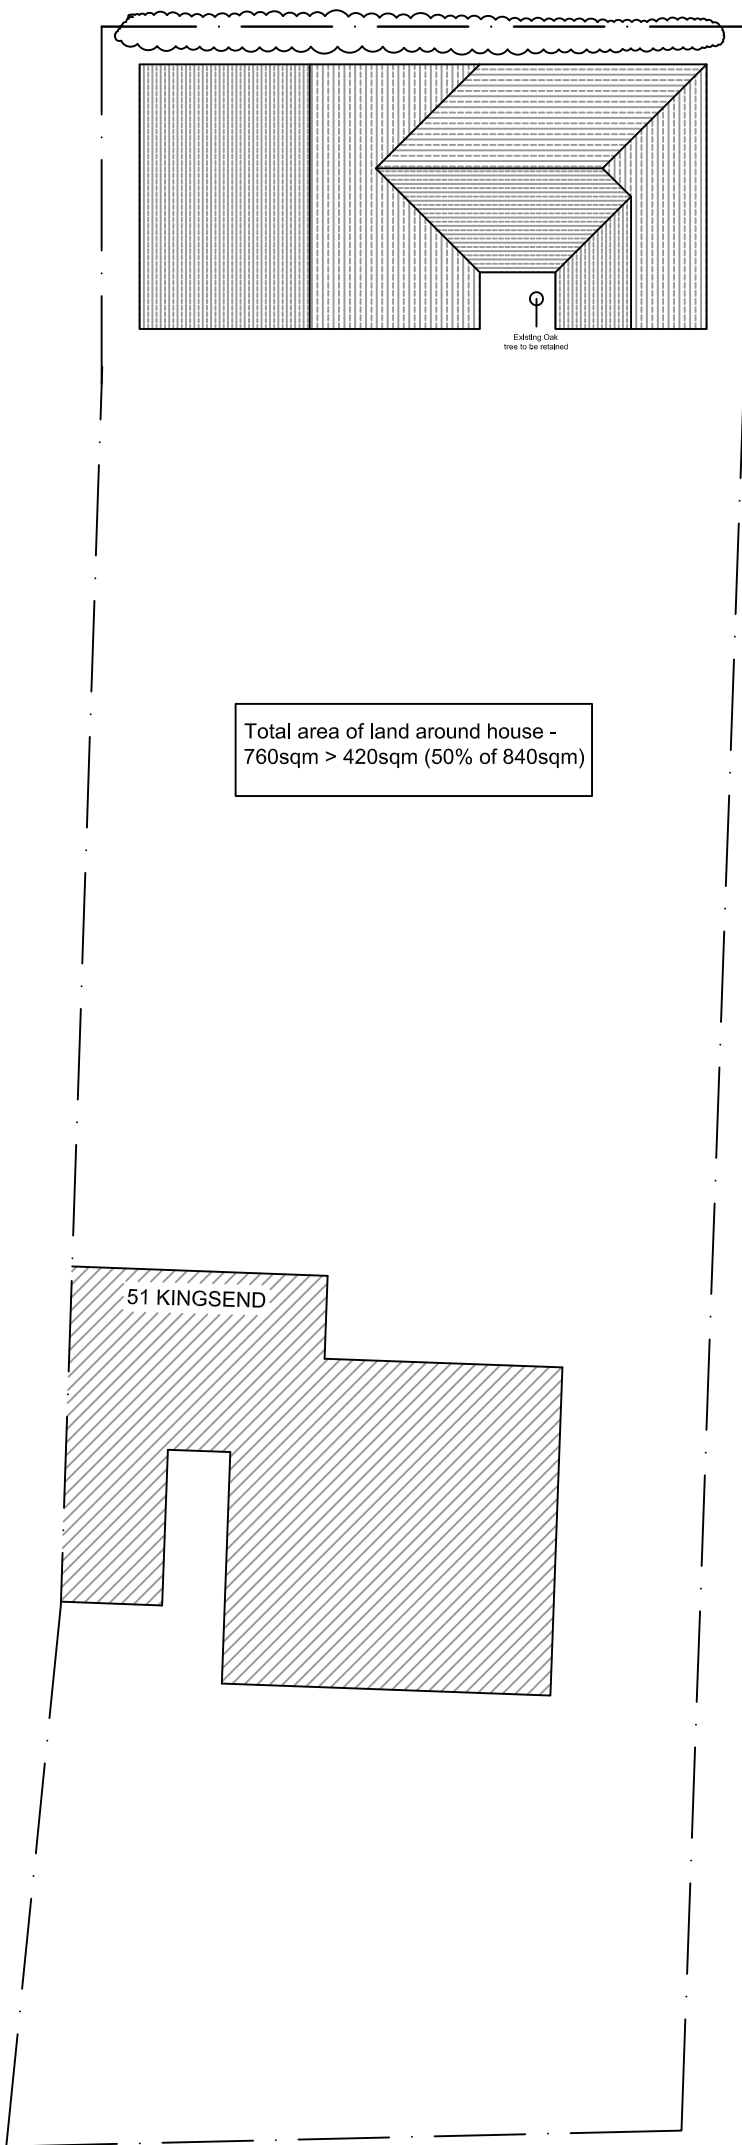 Existing Oak
tree to be retained
Total area of land around house -
760sqm > 420sqm (50% of 840sqm)
51 KINGSEND